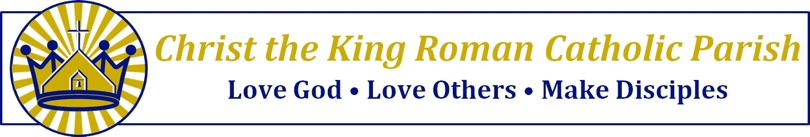 Christ the King Roman Catholic Parish
Love God • Love Others • Make Disciples